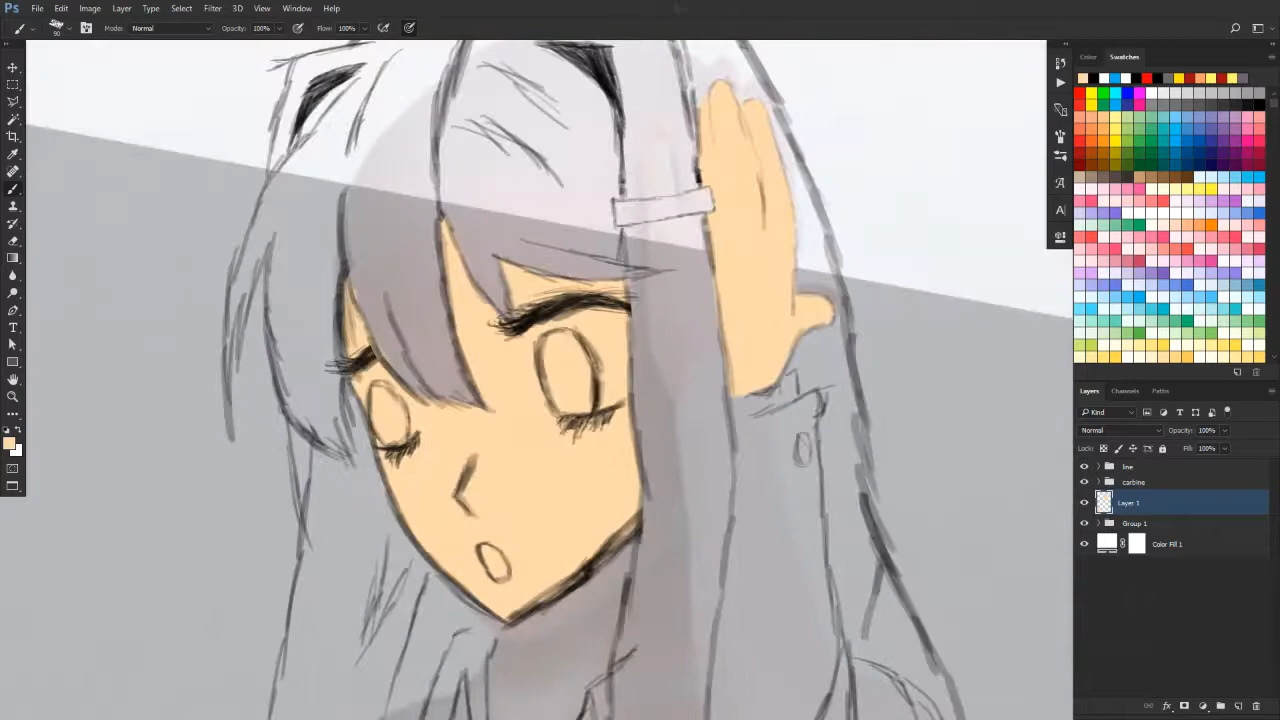 Ps File Edit Image Layer Type Select Filter 3D View Window Help
90 Mode: Normal Opacity: 100% Flow: 100%
Color Swatches
Layers Channels Paths
Kind
Normal Opacity: 100%
Lock: Fill: 100%
line
carbine
Layer 1
Group 1
Color Fill 1